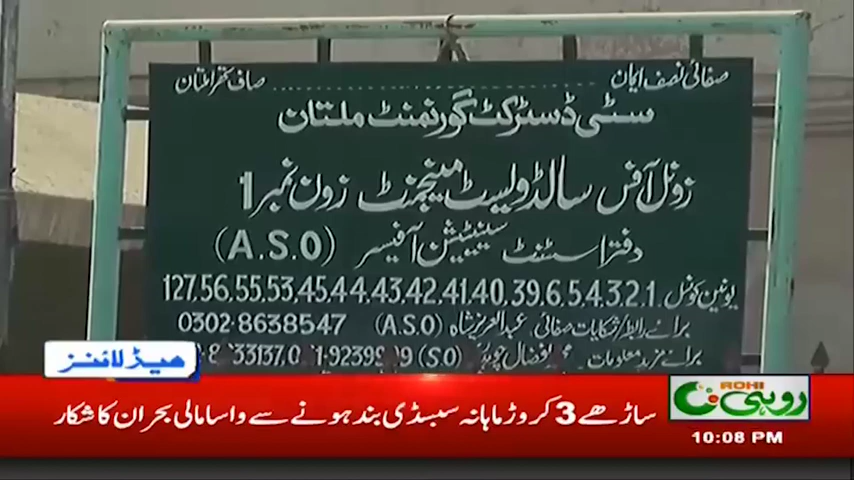 صفائی نصف ایمان ........................ صاف ستھرا ملتان
سٹی ڈسٹرکٹ گورنمنٹ ملتان
زونل آفس سالڈ ویسٹ مینجمنٹ زون نمبر 1
دفتر اسسٹنٹ سینیٹیشن آفیسر (A.S.O)
یونین کونسل 127.56.55.53.45.44.43.42.41.40.39.6.5.4.3.2.1
برائے رابطہ شکایات صفائی، عبدالعزیز شاہ (A.S.O) 0302-8638547
برائے مزید معلومات (S.O)
ہیڈ لائنز
ROHI
روہی
ساڑھے 3 کروڑ ماہانہ سبسڈی بند ہونے سے واسا مالی بحران کا شکار
10:08 PM